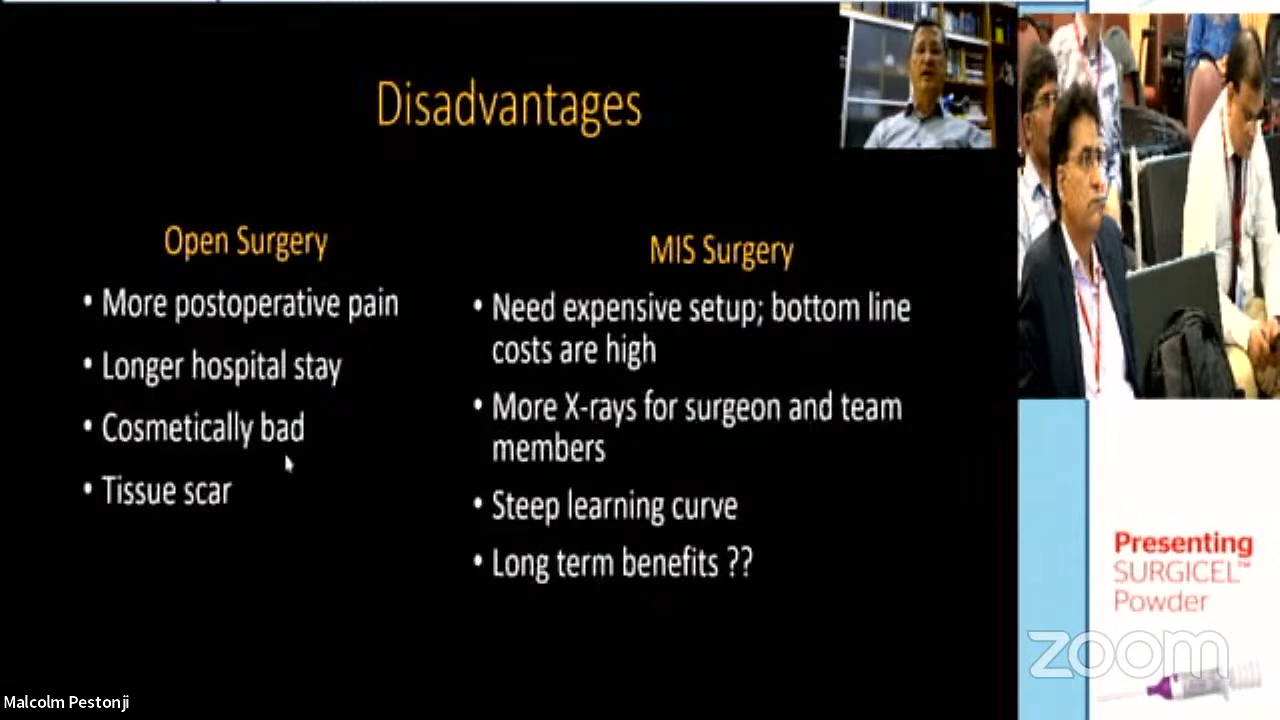 Disadvantages
Open Surgery
• More postoperative pain
• Longer hospital stay
• Cosmetically bad
• Tissue scar
MIS Surgery
• Need expensive setup; bottom line
costs are high
• More X-rays for surgeon and team
members
• Steep learning curve
• Long term benefits ??
Presenting
SURGICEL™
Powder
zoom
Malcolm Pestonji